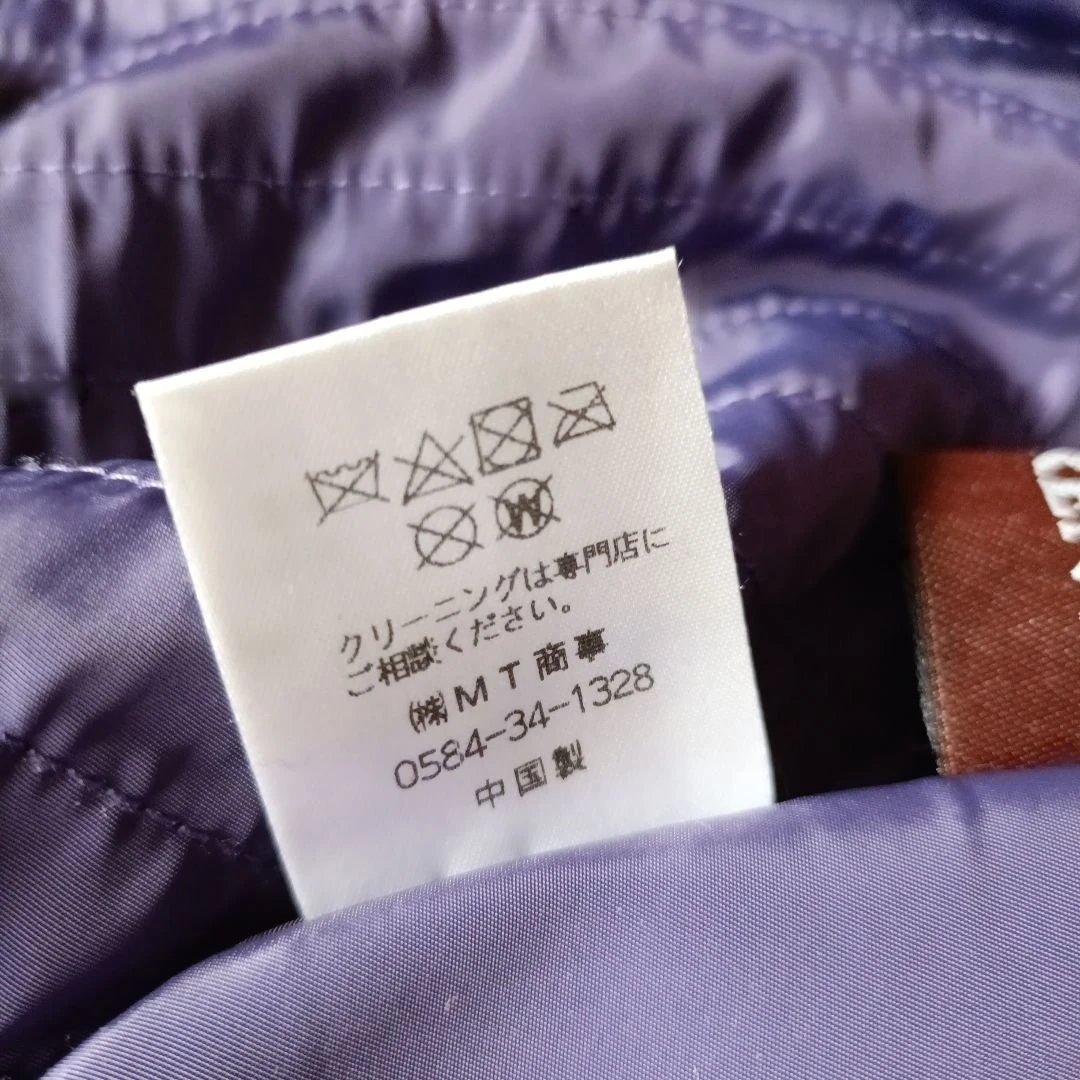 クリーニングは専門店に
ご相談ください。
㈱MT商事
0584-34-1328
中国製